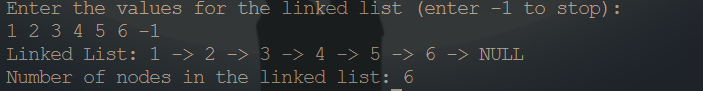 Enter the values for the linked list (enter -1 to stop):
1 2 3 4 5 6 -1
Linked List: 1 -> 2 -> 3 -> 4 -> 5 -> 6 -> NULL
Number of nodes in the linked list: 6